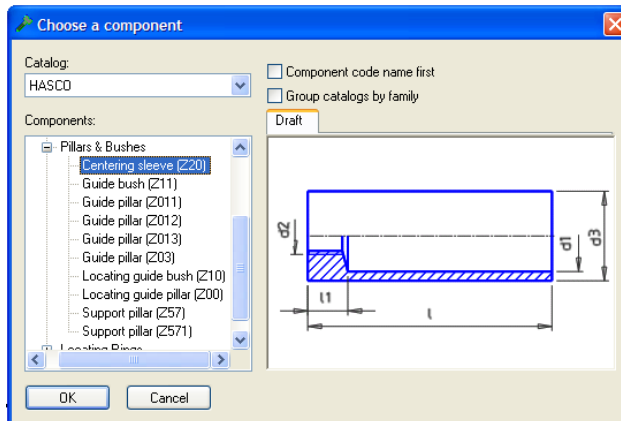 Choose a component
Catalog:
HASCO
Component code name first
Group catalogs by family
Components:
Draft
Pillars & Bushes
Centering sleeve (Z20)
Guide bush (Z11)
Guide pillar (Z011)
Guide pillar (Z012)
Guide pillar (Z013)
Guide pillar (Z03)
Locating guide bush (Z10)
Locating guide pillar (Z00)
Support pillar (Z57)
Support pillar (Z571)
Locating Rings
d2
d1
d3
l1
l
OK
Cancel